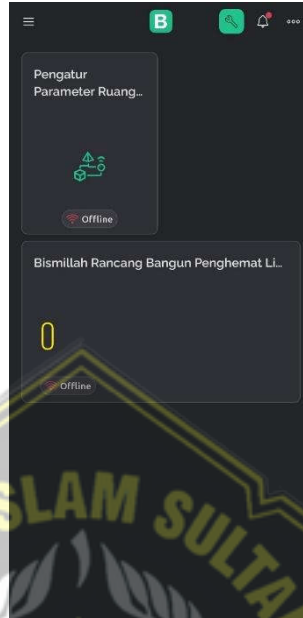 B
Pengatur
Parameter Ruang...
Offline
Bismillah Rancang Bangun Penghemat Li...
0
Offline
SLAM SULTA